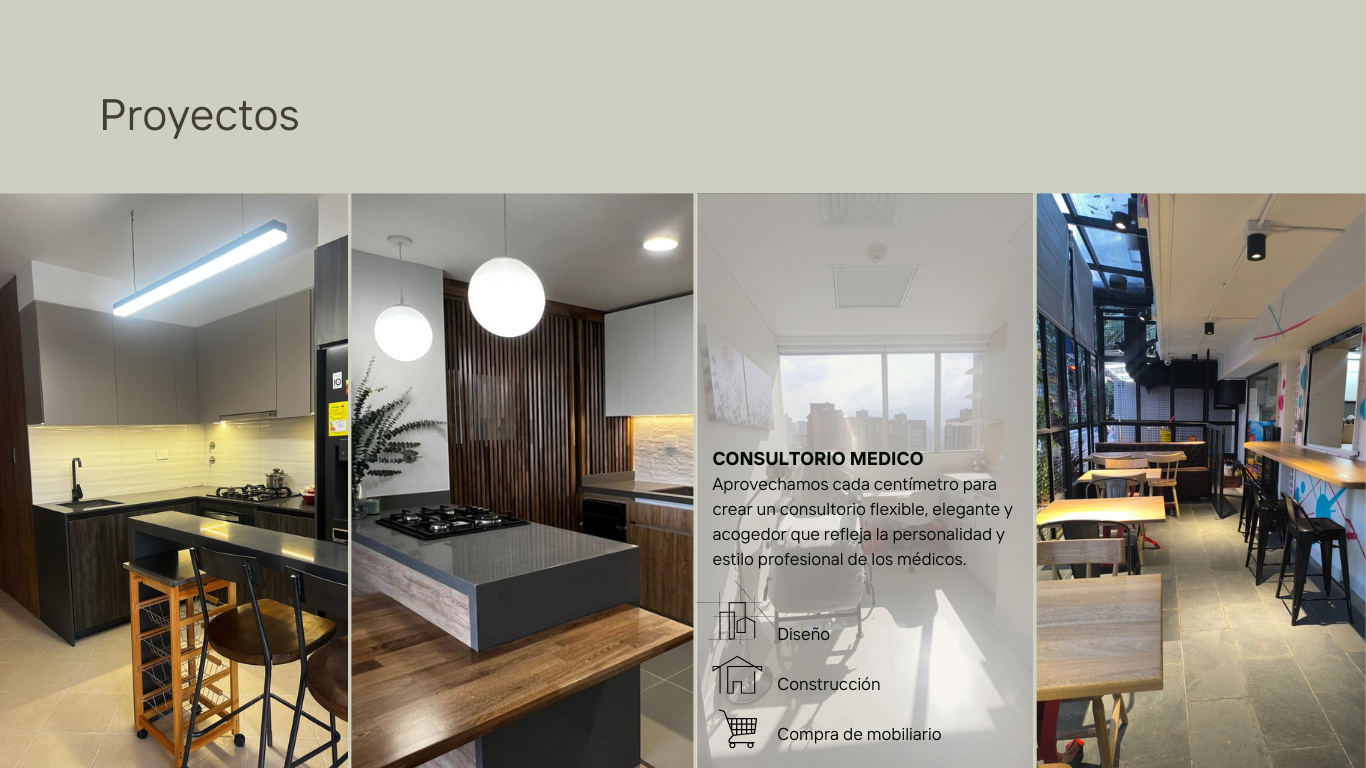 Proyectos
CONSULTORIO MEDICO
Aprovechamos cada centímetro para
crear un consultorio flexible, elegante y
acogedor que refleja la personalidad y
estilo profesional de los médicos.
Diseño
Construcción
Compra de mobiliario